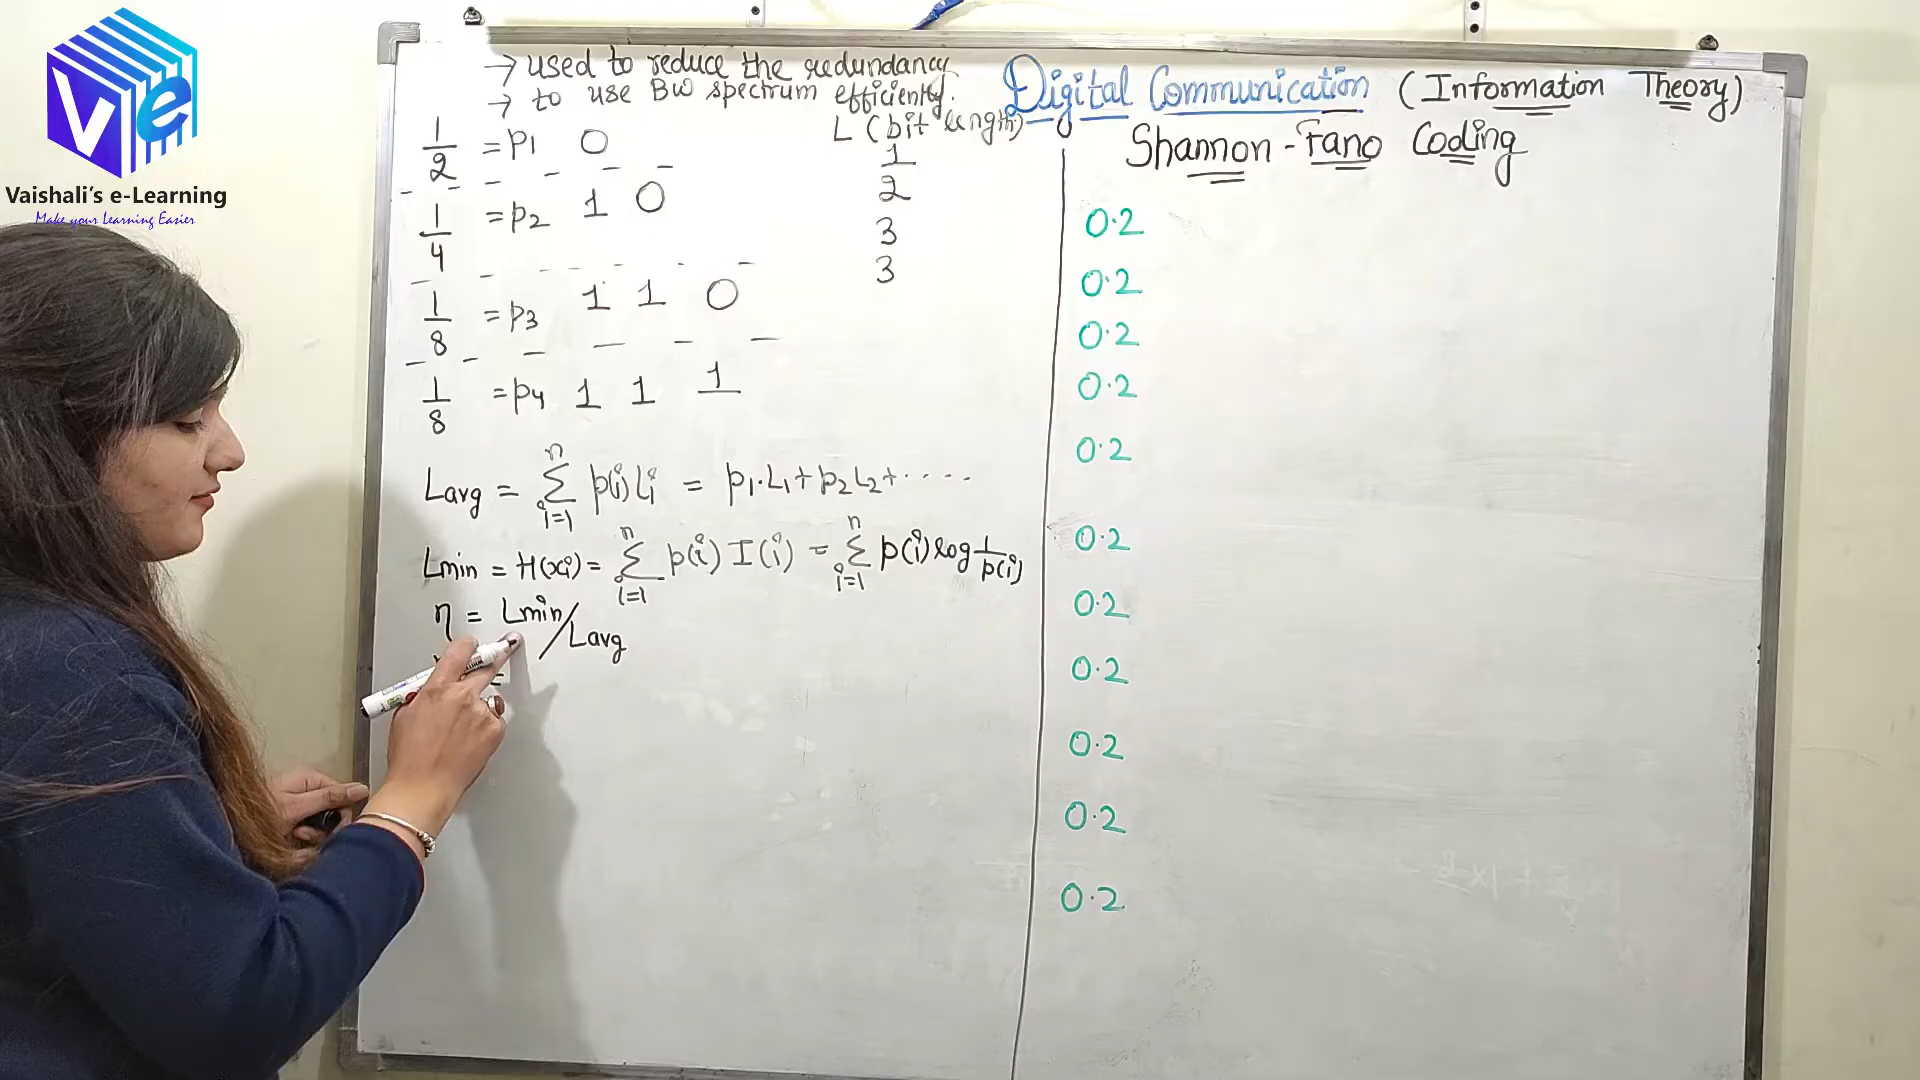 Ve
Vaishali's e-Learning
Make your Learning Easier
→ used to reduce the redundancy
→ to use BW spectrum efficiently.
L (bit length)
1/2 = p1 0 1
1/4 = p2 1 0 2
1/8 = p3 1 1 0 3
1/8 = p4 1 1 1 3
Lavg = Σ i=1 n p(i)Li = p1.L1 + p2L2 + ....
Lmin = H(xi) = Σ i=1 n p(i) I(i) = Σ i=1 n p(i) log 1/p(i)
η = Lmin/Lavg
=
Digital Communication (Information Theory)
Shannon-Fano Coding
0.2
0.2
0.2
0.2
0.2
0.2
0.2
0.2
0.2
0.2
0.2